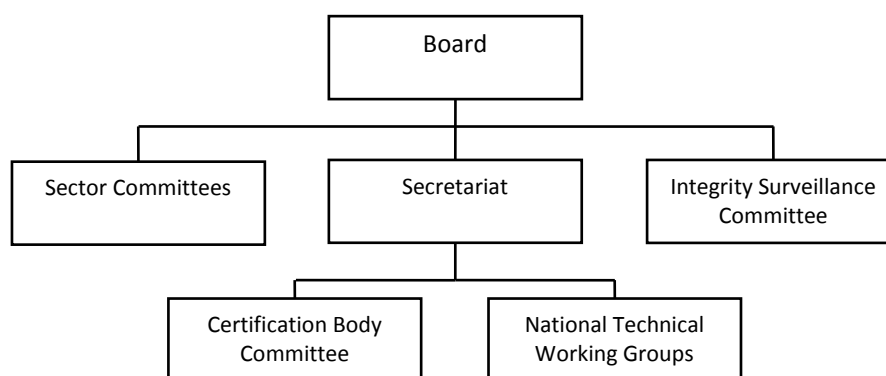 Board
Sector Committees
Secretariat
Integrity Surveillance
Committee
Certification Body
Committee
National Technical
Working Groups